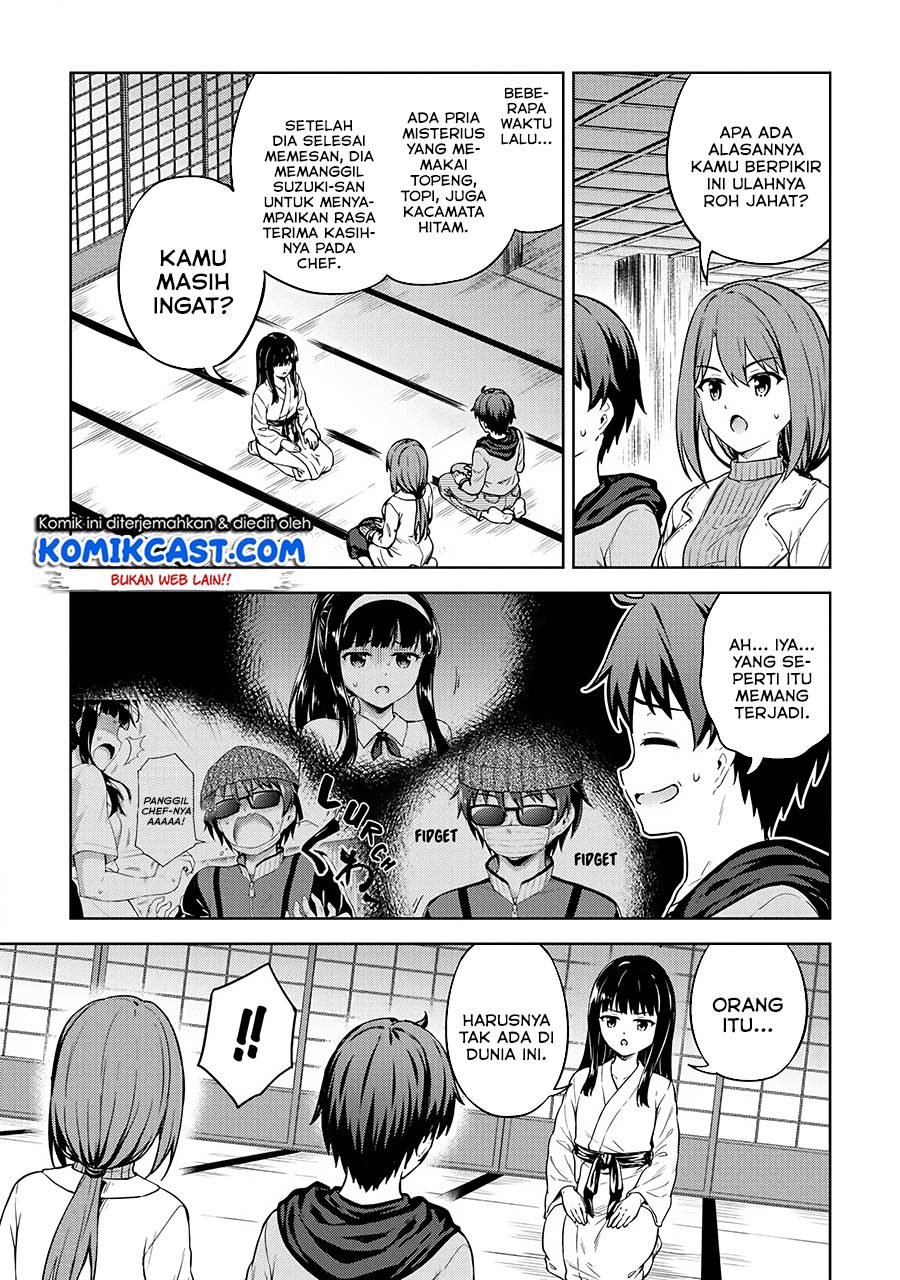 APA ADA
ALASANNYA
KAMU BERPIKIR
INI ULAHNYA
ROH JAHAT?
BEBE-
RAPA
WAKTU
LALU...
ADA PRIA
MISTERIUS
YANG ME-
MAKAI
TOPENG,
TOPI, JUGA
KACAMATA
HITAM.
SETELAH
DIA SELESAI
MEMESAN, DIA
MEMANGGIL
SUZUKI-SAN
UNTUK MENYA-
MPAIKAN RASA
TERIMA KASIH-
NYA PADA
CHEF.
KAMU
MASIH
INGAT?
Komik ini diterjemahkan & diedit oleh
KOMIKCAST.COM
BUKAN WEB LAIN!!
AH... IYA...
YANG SE-
PERTI ITU
MEMANG
TERJADI.
FIDGET
FIDGET
LURCH
くわっ
PANGGIL
CHEF-NYA
AAAAA!
ORANG
ITU...
HARUSNYA
TAK ADA DI
DUNIA INI.
!!